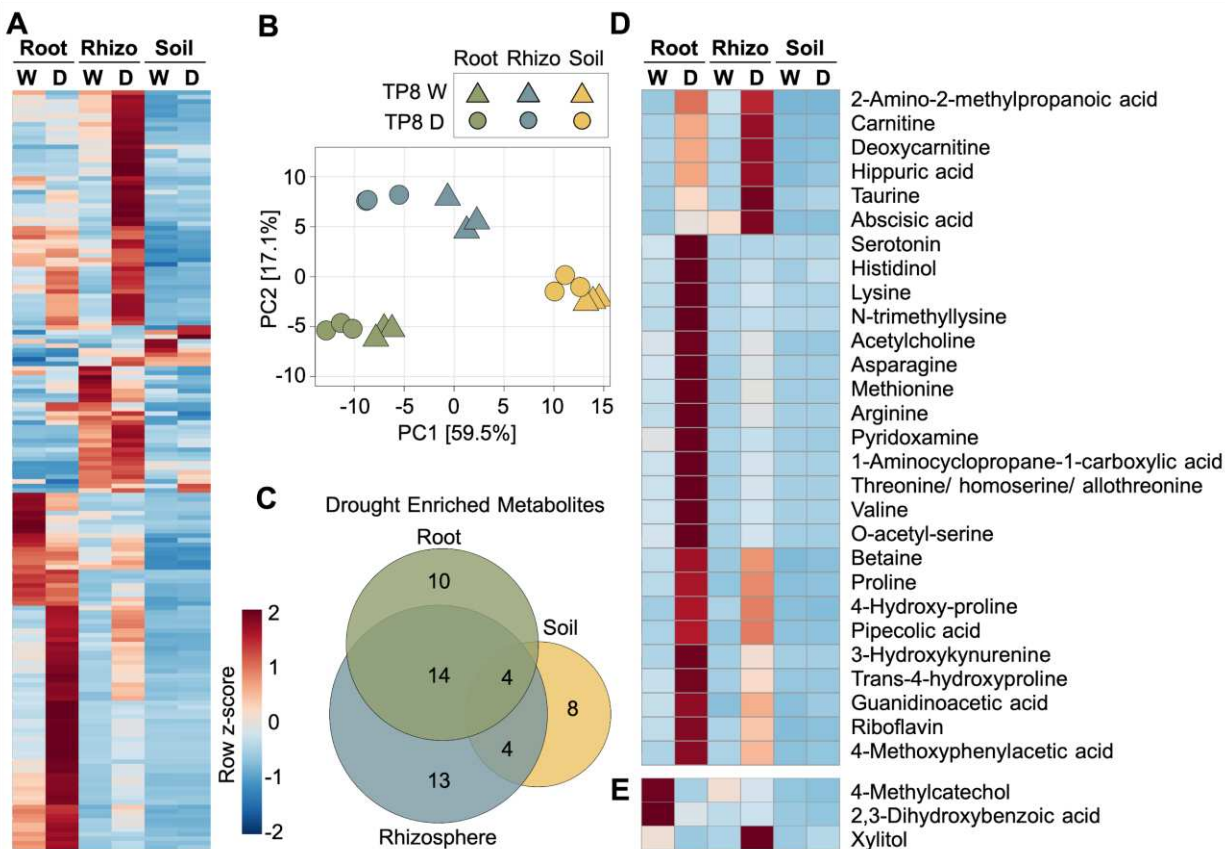 A
Root Rhizo Soil
W D W D W D
Row z-score
2
1
0
-1
-2
B
Root Rhizo Soil
TP8 W
TP8 D
PC2 [17.1%]
10
5
0
-5
-10
-10 -5 0 5 10 15
PC1 [59.5%]
C
Drought Enriched Metabolites
Root
10
Soil
14
4
8
4
13
Rhizosphere
D
Root Rhizo Soil
W D W D W D
2-Amino-2-methylpropanoic acid
Carnitine
Deoxycarnitine
Hippuric acid
Taurine
Abscisic acid
Serotonin
Histidinol
Lysine
N-trimethyllysine
Acetylcholine
Asparagine
Methionine
Arginine
Pyridoxamine
1-Aminocyclopropane-1-carboxylic acid
Threonine/ homoserine/ allothreonine
Valine
O-acetyl-serine
Betaine
Proline
4-Hydroxy-proline
Pipecolic acid
3-Hydroxykynurenine
Trans-4-hydroxyproline
Guanidinoacetic acid
Riboflavin
4-Methoxyphenylacetic acid
E
4-Methylcatechol
2,3-Dihydroxybenzoic acid
Xylitol